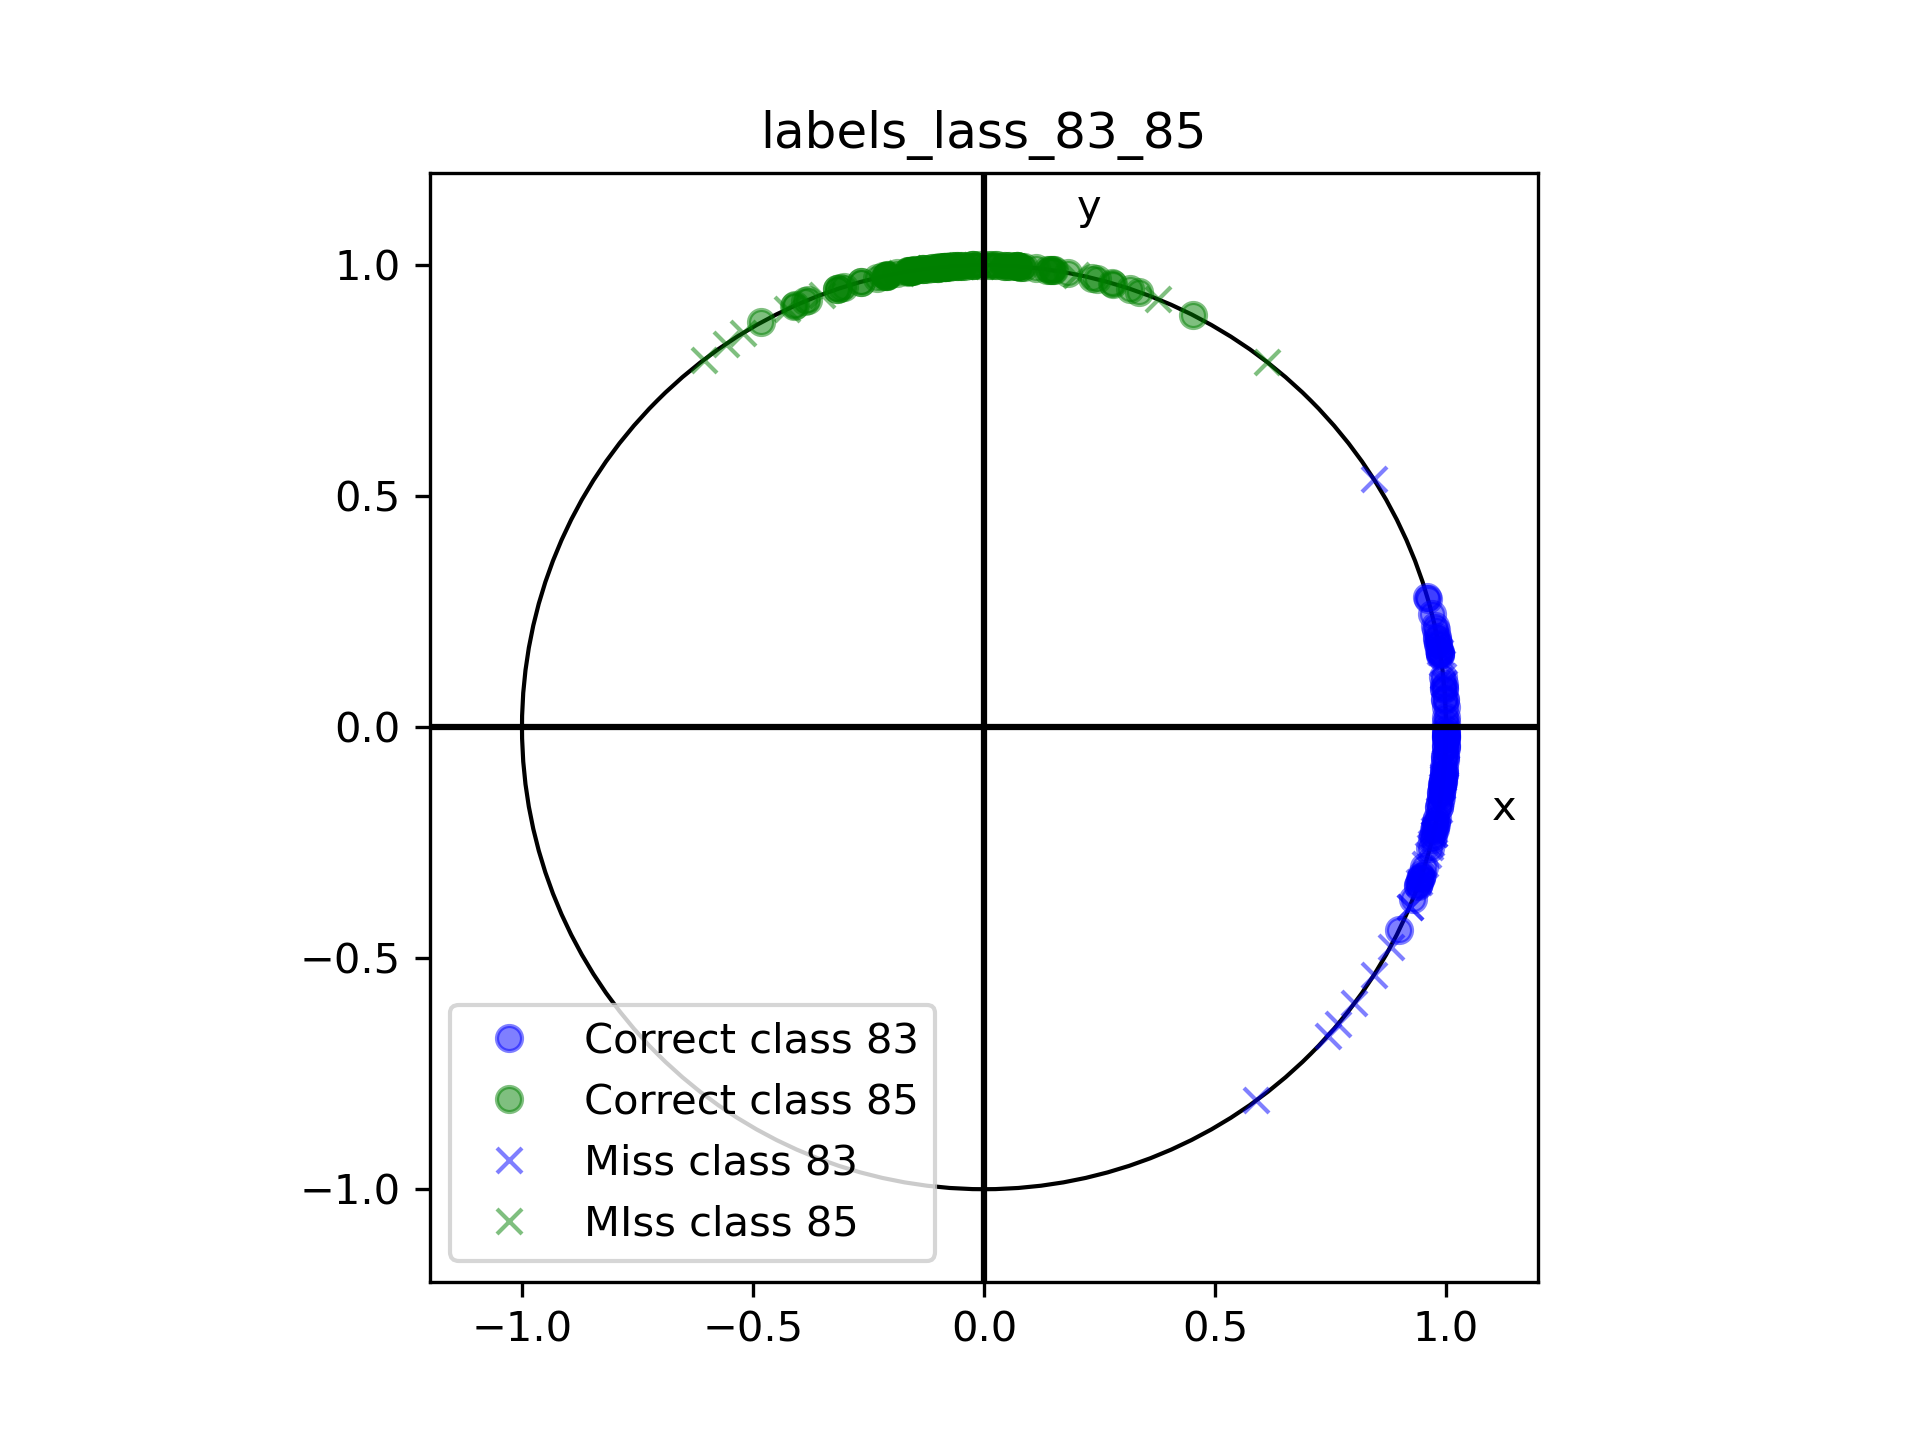 labels_lass_83_85
y
1.0
0.5
0.0
x
−0.5
−1.0
Correct class 83
Correct class 85
Miss class 83
MIss class 85
−1.0 −0.5 0.0 0.5 1.0